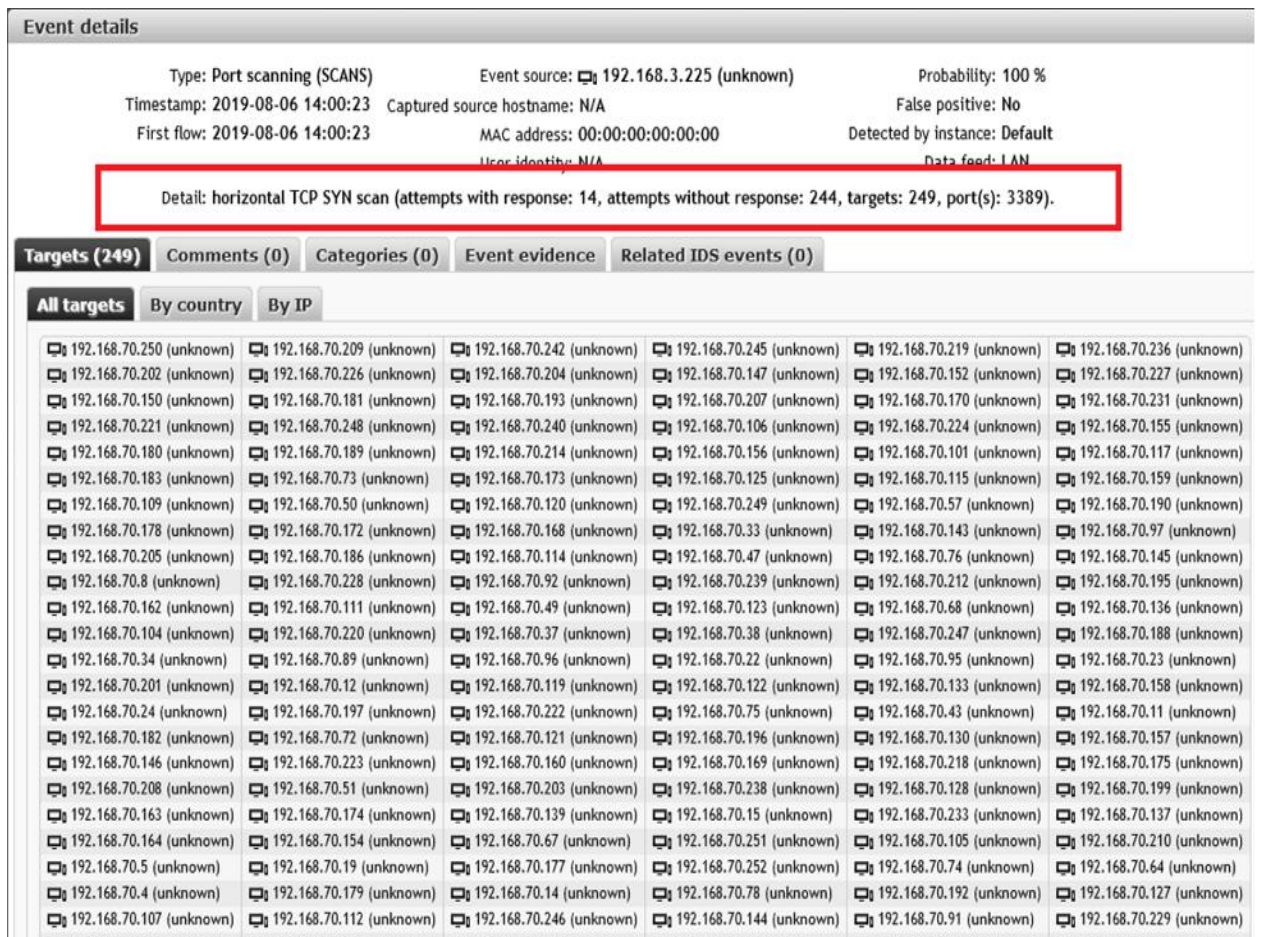 Event details
Type: Port scanning (SCANS) Event source: 192.168.3.225 (unknown) Probability: 100 %
Timestamp: 2019-08-06 14:00:23 Captured source hostname: N/A False positive: No
First flow: 2019-08-06 14:00:23 MAC address: 00:00:00:00:00:00 Detected by instance: Default
User identity: N/A Data feed: LAN
Detail: horizontal TCP SYN scan (attempts with response: 14, attempts without response: 244, targets: 249, port(s): 3389).
Targets (249) Comments (0) Categories (0) Event evidence Related IDS events (0)
All targets By country By IP
192.168.70.250 (unknown) 192.168.70.209 (unknown) 192.168.70.242 (unknown) 192.168.70.245 (unknown) 192.168.70.219 (unknown) 192.168.70.236 (unknown)
192.168.70.202 (unknown) 192.168.70.226 (unknown) 192.168.70.204 (unknown) 192.168.70.147 (unknown) 192.168.70.152 (unknown) 192.168.70.227 (unknown)
192.168.70.150 (unknown) 192.168.70.181 (unknown) 192.168.70.193 (unknown) 192.168.70.207 (unknown) 192.168.70.170 (unknown) 192.168.70.231 (unknown)
192.168.70.221 (unknown) 192.168.70.248 (unknown) 192.168.70.240 (unknown) 192.168.70.106 (unknown) 192.168.70.224 (unknown) 192.168.70.155 (unknown)
192.168.70.180 (unknown) 192.168.70.189 (unknown) 192.168.70.214 (unknown) 192.168.70.156 (unknown) 192.168.70.101 (unknown) 192.168.70.117 (unknown)
192.168.70.183 (unknown) 192.168.70.73 (unknown) 192.168.70.173 (unknown) 192.168.70.125 (unknown) 192.168.70.115 (unknown) 192.168.70.159 (unknown)
192.168.70.109 (unknown) 192.168.70.50 (unknown) 192.168.70.120 (unknown) 192.168.70.249 (unknown) 192.168.70.57 (unknown) 192.168.70.190 (unknown)
192.168.70.178 (unknown) 192.168.70.172 (unknown) 192.168.70.168 (unknown) 192.168.70.33 (unknown) 192.168.70.143 (unknown) 192.168.70.97 (unknown)
192.168.70.205 (unknown) 192.168.70.186 (unknown) 192.168.70.114 (unknown) 192.168.70.47 (unknown) 192.168.70.76 (unknown) 192.168.70.145 (unknown)
192.168.70.8 (unknown) 192.168.70.228 (unknown) 192.168.70.92 (unknown) 192.168.70.239 (unknown) 192.168.70.212 (unknown) 192.168.70.195 (unknown)
192.168.70.162 (unknown) 192.168.70.111 (unknown) 192.168.70.49 (unknown) 192.168.70.123 (unknown) 192.168.70.68 (unknown) 192.168.70.136 (unknown)
192.168.70.104 (unknown) 192.168.70.220 (unknown) 192.168.70.37 (unknown) 192.168.70.38 (unknown) 192.168.70.247 (unknown) 192.168.70.188 (unknown)
192.168.70.34 (unknown) 192.168.70.89 (unknown) 192.168.70.96 (unknown) 192.168.70.22 (unknown) 192.168.70.95 (unknown) 192.168.70.23 (unknown)
192.168.70.201 (unknown) 192.168.70.12 (unknown) 192.168.70.119 (unknown) 192.168.70.122 (unknown) 192.168.70.133 (unknown) 192.168.70.158 (unknown)
192.168.70.24 (unknown) 192.168.70.197 (unknown) 192.168.70.222 (unknown) 192.168.70.75 (unknown) 192.168.70.43 (unknown) 192.168.70.11 (unknown)
192.168.70.182 (unknown) 192.168.70.72 (unknown) 192.168.70.121 (unknown) 192.168.70.196 (unknown) 192.168.70.130 (unknown) 192.168.70.157 (unknown)
192.168.70.146 (unknown) 192.168.70.223 (unknown) 192.168.70.160 (unknown) 192.168.70.169 (unknown) 192.168.70.218 (unknown) 192.168.70.175 (unknown)
192.168.70.208 (unknown) 192.168.70.51 (unknown) 192.168.70.203 (unknown) 192.168.70.238 (unknown) 192.168.70.128 (unknown) 192.168.70.199 (unknown)
192.168.70.163 (unknown) 192.168.70.174 (unknown) 192.168.70.139 (unknown) 192.168.70.15 (unknown) 192.168.70.233 (unknown) 192.168.70.137 (unknown)
192.168.70.164 (unknown) 192.168.70.154 (unknown) 192.168.70.67 (unknown) 192.168.70.251 (unknown) 192.168.70.105 (unknown) 192.168.70.210 (unknown)
192.168.70.5 (unknown) 192.168.70.19 (unknown) 192.168.70.177 (unknown) 192.168.70.252 (unknown) 192.168.70.74 (unknown) 192.168.70.64 (unknown)
192.168.70.4 (unknown) 192.168.70.179 (unknown) 192.168.70.14 (unknown) 192.168.70.78 (unknown) 192.168.70.192 (unknown) 192.168.70.127 (unknown)
192.168.70.107 (unknown) 192.168.70.112 (unknown) 192.168.70.246 (unknown) 192.168.70.144 (unknown) 192.168.70.91 (unknown) 192.168.70.229 (unknown)